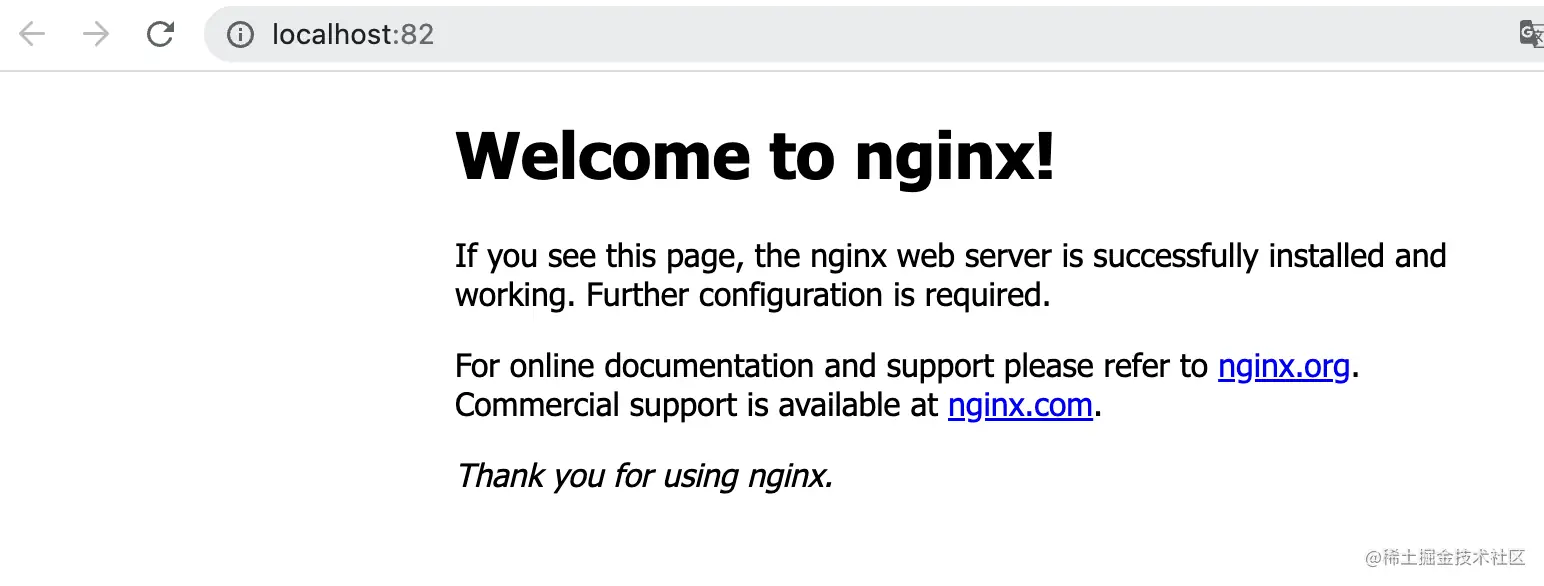 localhost:82
Welcome to nginx!
If you see this page, the nginx web server is successfully installed and
working. Further configuration is required.
For online documentation and support please refer to nginx.org.
Commercial support is available at nginx.com.
Thank you for using nginx.
@稀土掘金技术社区